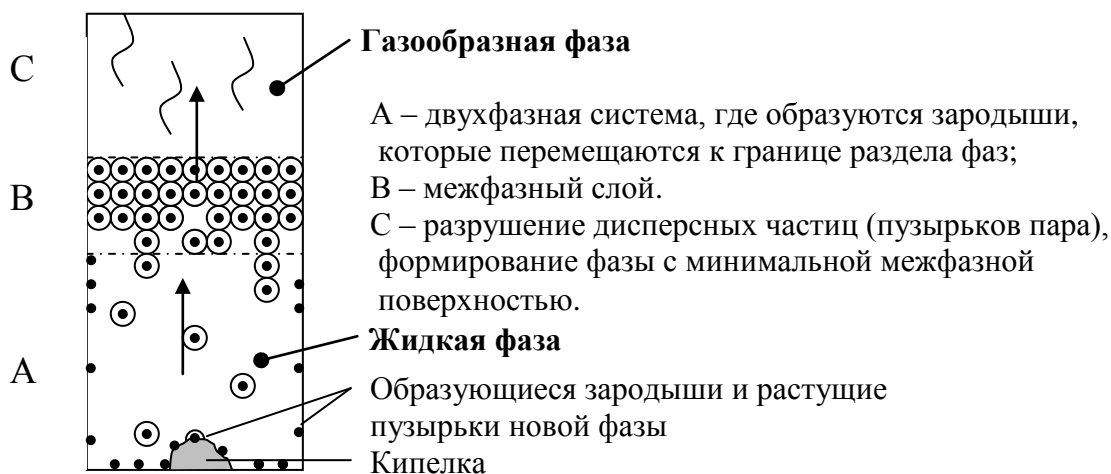 Газообразная фаза
С
А – двухфазная система, где образуются зародыши,
которые перемещаются к границе раздела фаз;
В – межфазный слой.
В
С – разрушение дисперсных частиц (пузырьков пара),
формирование фазы с минимальной межфазной
поверхностью.
Жидкая фаза
А
Образующиеся зародыши и растущие
пузырьки новой фазы
Кипелка